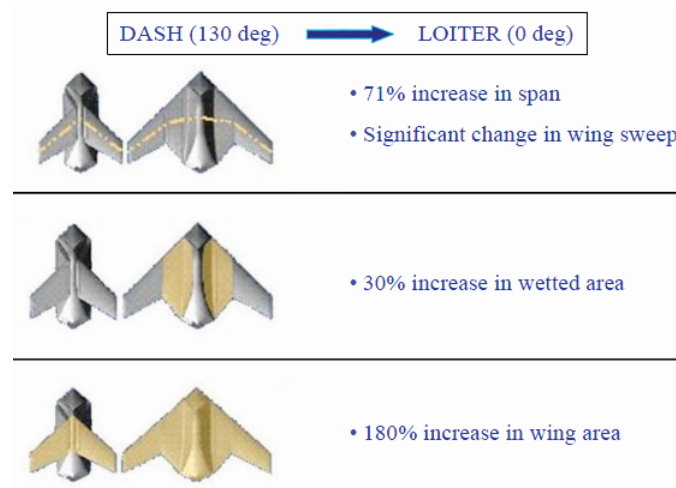 DASH (130 deg) LOITER (0 deg)
• 71% increase in span
• Significant change in wing sweep
• 30% increase in wetted area
• 180% increase in wing area